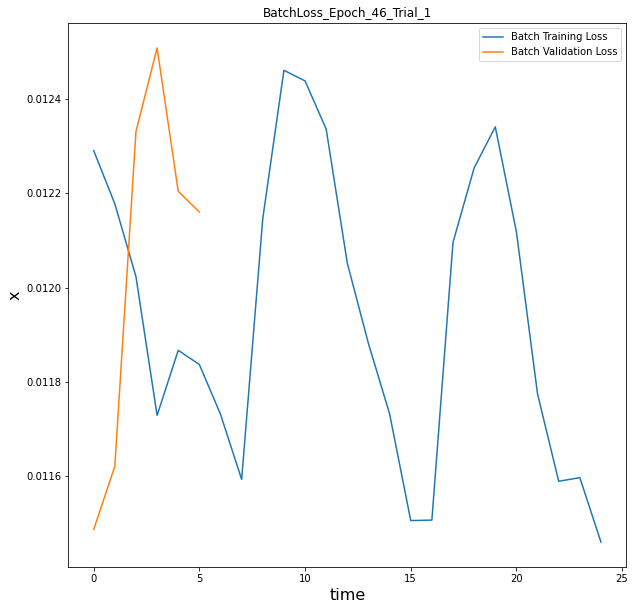 BatchLoss_Epoch_46_Trial_1
Batch Training Loss
Batch Validation Loss
0.0124
0.0122
0.0120
0.0118
0.0116
x
0 5 10 15 20 25
time